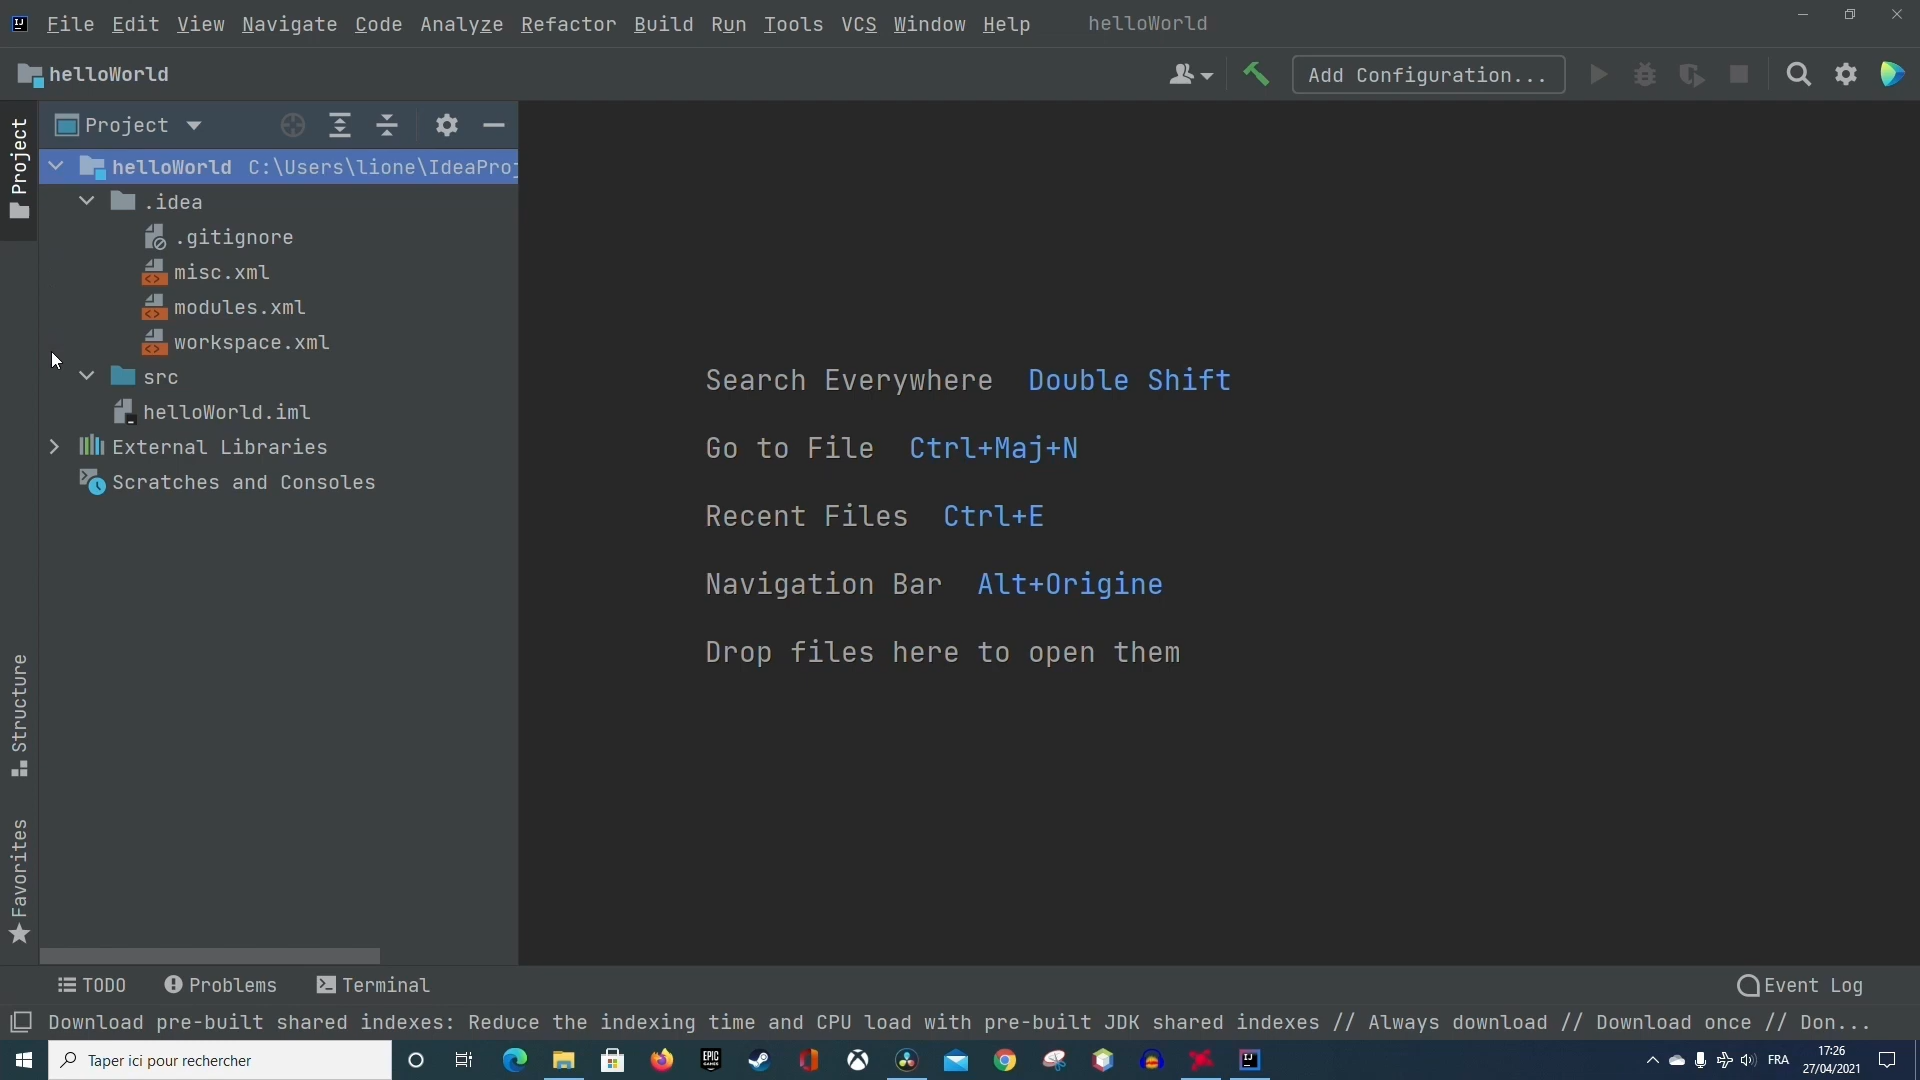 File Edit View Navigate Code Analyze Refactor Build Run Tools VCS Window Help helloWorld
helloWorld
Add Configuration...
Project
Project
helloWorld C:\Users\lione\IdeaProj
.idea
.gitignore
misc.xml
modules.xml
workspace.xml
src
helloWorld.iml
External Libraries
Scratches and Consoles
Structure
Favorites
Search Everywhere Double Shift
Go to File Ctrl+Maj+N
Recent Files Ctrl+E
Navigation Bar Alt+Origine
Drop files here to open them
TODO Problems Terminal Event Log
Download pre-built shared indexes: Reduce the indexing time and CPU load with pre-built JDK shared indexes // Always download // Download once // Don...
Taper ici pour rechercher
EPIC GAMES
IJ
FRA
17:26
27/04/2021